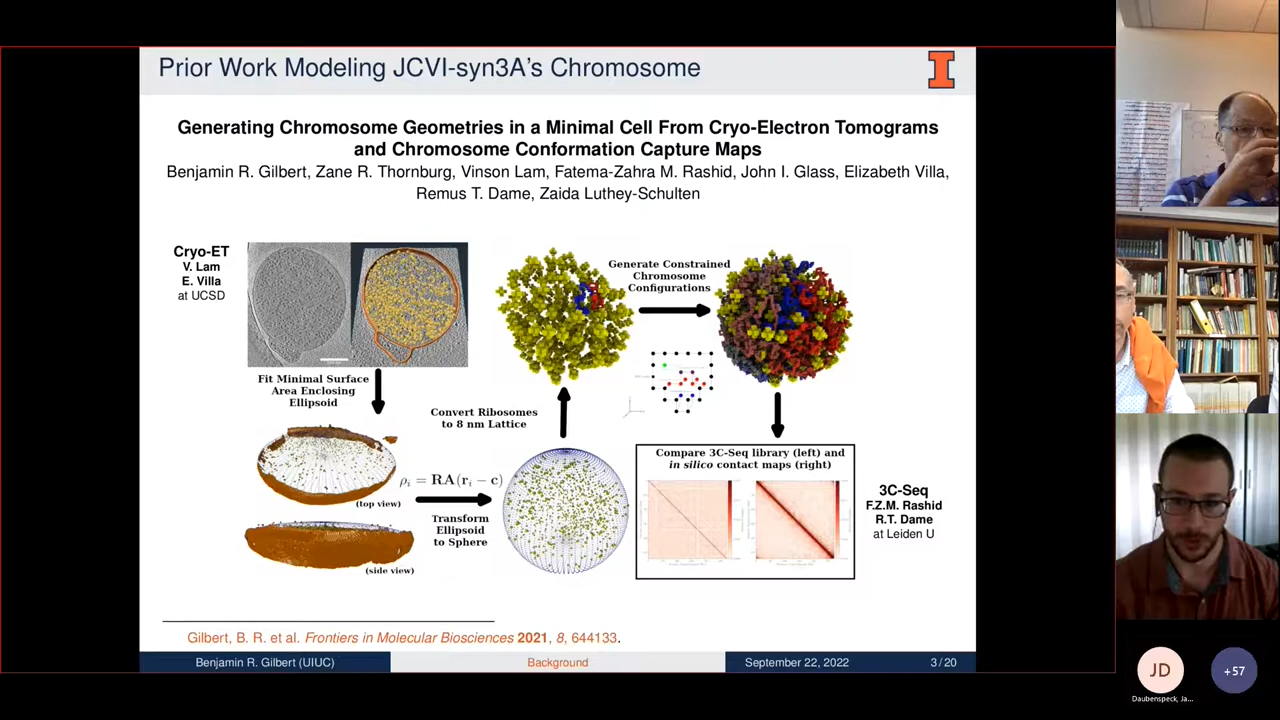 Prior Work Modeling JCVI-syn3A's Chromosome
Generating Chromosome Geometries in a Minimal Cell From Cryo-Electron Tomograms
and Chromosome Conformation Capture Maps
Benjamin R. Gilbert, Zane R. Thornburg, Vinson Lam, Fatema-Zahra M. Rashid, John I. Glass, Elizabeth Villa,
Remus T. Dame, Zaida Luthey-Schulten
Cryo-ET
V. Lam
E. Villa
at UCSD
Generate Constrained
Chromosome
Configurations
Fit Minimal Surface
Area Enclosing
Ellipsoid
Convert Ribosomes
to 8 nm Lattice
(top view)
ρᵢ = RA(rᵢ − c)
Transform
Ellipsoid
to Sphere
(side view)
Compare 3C-Seq library (left) and
in silico contact maps (right)
3C-Seq
F.Z.M. Rashid
R.T. Dame
at Leiden U
Gilbert, B. R. et al. Frontiers in Molecular Biosciences 2021, 8, 644133.
Benjamin R. Gilbert (UIUC)
Background
September 22, 2022
3 / 20
JD
+57
Daubenspeck, Ja...